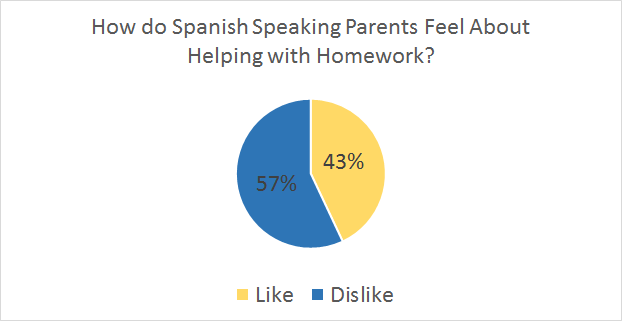 How do Spanish Speaking Parents Feel About
Helping with Homework?
43%
57%
Like Dislike